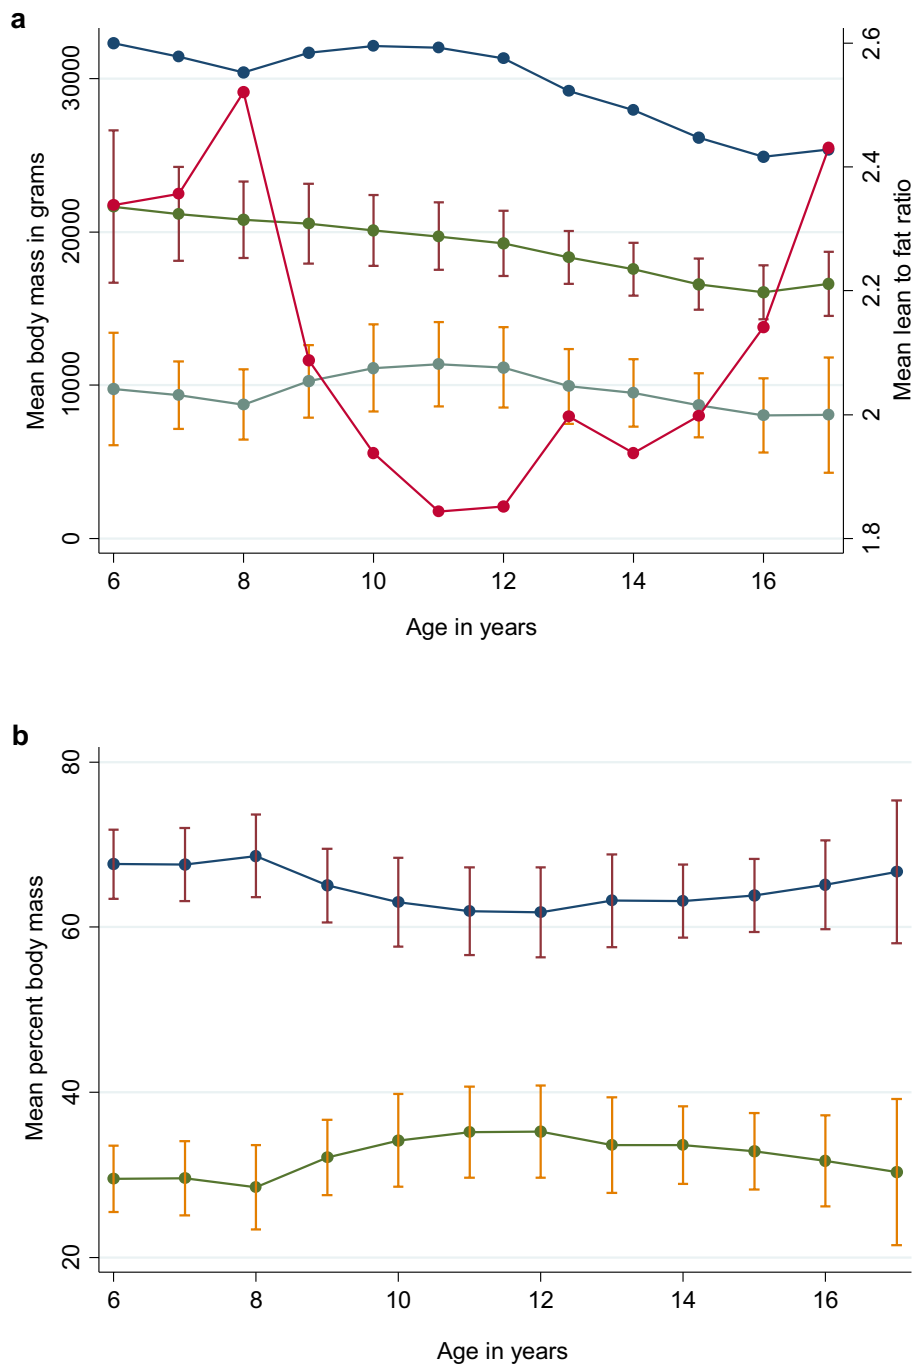 a
Mean body mass in grams
30000
20000
10000
0
Mean lean to fat ratio
2.6
2.4
2.2
2
1.8
6 8 10 12 14 16
Age in years
b
Mean percent body mass
80
60
40
20
6 8 10 12 14 16
Age in years